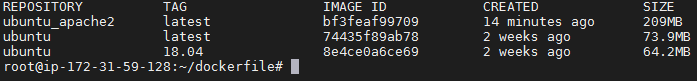 REPOSITORY TAG IMAGE ID CREATED SIZE
ubuntu_apache2 latest bf3feaf99709 14 minutes ago 209MB
ubuntu latest 74435f89ab78 2 weeks ago 73.9MB
ubuntu 18.04 8e4ce0a6ce69 2 weeks ago 64.2MB
root@ip-172-31-59-128:~/dockerfile#